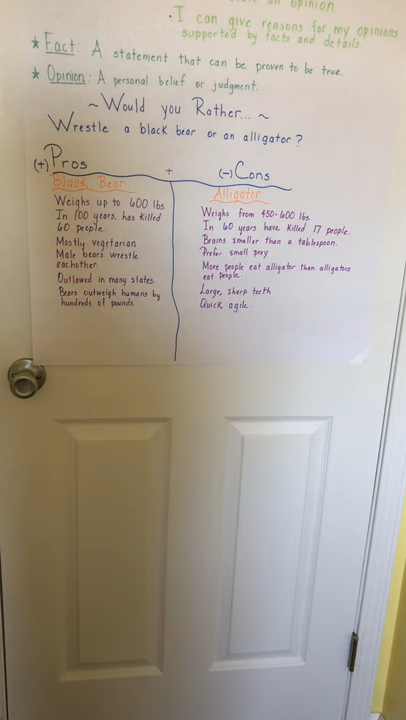 an opinion.
. I can give reasons for my opinions
supported by facts and details.
* Fact: A statement that can be proven to be true.
* Opinion: A personal belief or judgment.
~ Would you Rather... ~
Wrestle a black bear or an alligator?
(+) Pros + (-) Cons
Black Bear
Weighs up to 600 lbs.
In 100 years, has killed
60 people.
Mostly vegetarian
Male bears wrestle
eachother.
Outlawed in many states.
Bears outweigh humans by
hundreds of pounds.
Alligator
Weighs from 450-600 lbs.
In 60 years have killed 17 people.
Brains smaller than a tablespoon.
Prefer small prey
More people eat alligator then alligators
eat people.
Large, sharp teeth
Quick, agile.